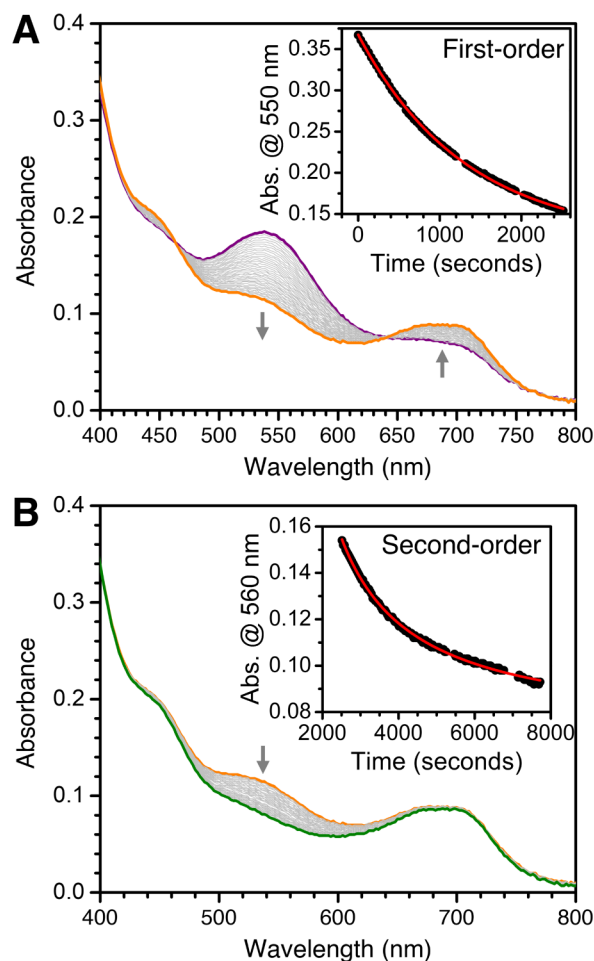 A
0.4
0.3
0.2
0.1
0.0
Absorbance
400 450 500 550 600 650 700 750 800
Wavelength (nm)
First-order
0.35
0.30
0.25
0.20
0.15
Abs. @ 550 nm
0 1000 2000
Time (seconds)
B
0.4
0.3
0.2
0.1
0.0
Absorbance
400 500 600 700 800
Wavelength (nm)
Second-order
0.16
0.14
0.12
0.10
0.08
Abs. @ 560 nm
2000 4000 6000 8000
Time (seconds)